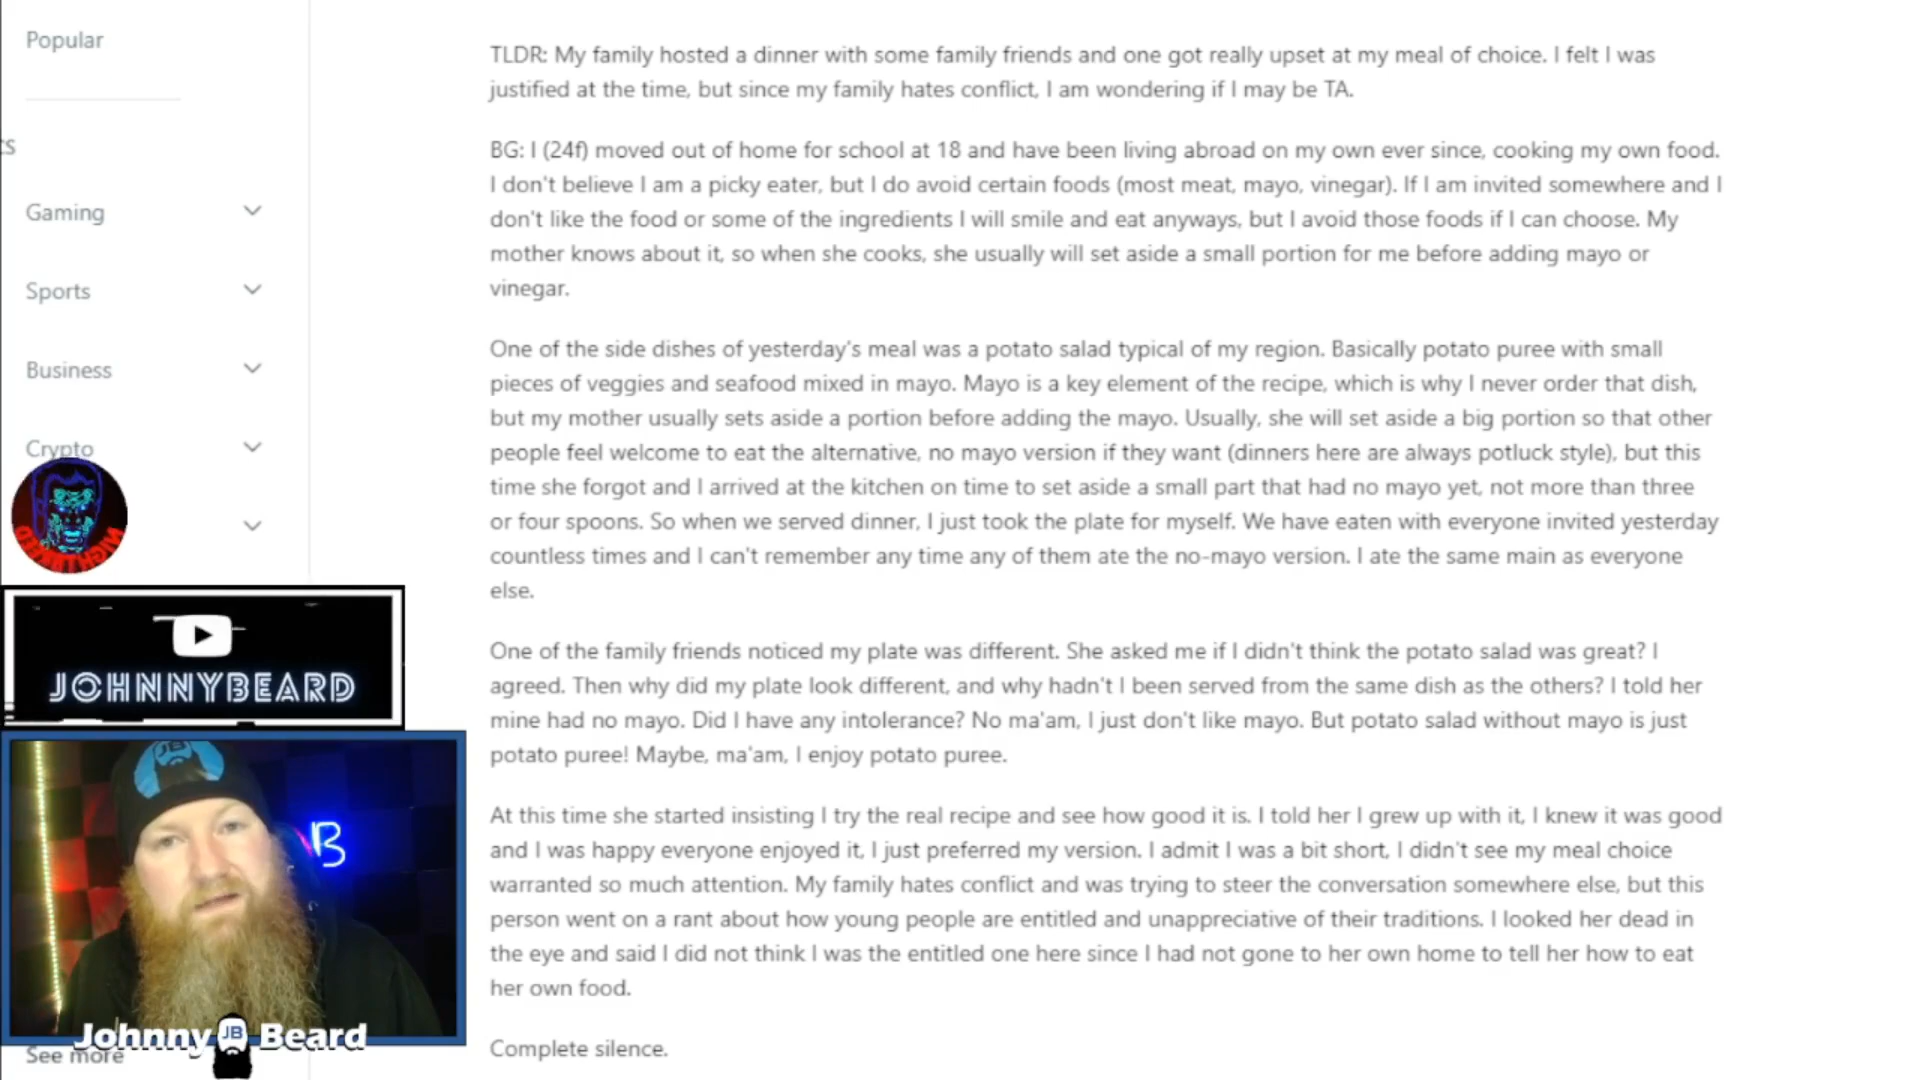 Popular
Gaming
Sports
Business
Crypto
JOHNNYBEARD
JB
B
Johnny JB Beard
See more
TLDR: My family hosted a dinner with some family friends and one got really upset at my meal of choice. I felt I was
justified at the time, but since my family hates conflict, I am wondering if I may be TA.
BG: I (24f) moved out of home for school at 18 and have been living abroad on my own ever since, cooking my own food.
I don't believe I am a picky eater, but I do avoid certain foods (most meat, mayo, vinegar). If I am invited somewhere and I
don't like the food or some of the ingredients I will smile and eat anyways, but I avoid those foods if I can choose. My
mother knows about it, so when she cooks, she usually will set aside a small portion for me before adding mayo or
vinegar.
One of the side dishes of yesterday's meal was a potato salad typical of my region. Basically potato puree with small
pieces of veggies and seafood mixed in mayo. Mayo is a key element of the recipe, which is why I never order that dish,
but my mother usually sets aside a portion before adding the mayo. Usually, she will set aside a big portion so that other
people feel welcome to eat the alternative, no mayo version if they want (dinners here are always potluck style), but this
time she forgot and I arrived at the kitchen on time to set aside a small part that had no mayo yet, not more than three
or four spoons. So when we served dinner, I just took the plate for myself. We have eaten with everyone invited yesterday
countless times and I can't remember any time any of them ate the no-mayo version. I ate the same main as everyone
else.
One of the family friends noticed my plate was different. She asked me if I didn't think the potato salad was great? I
agreed. Then why did my plate look different, and why hadn't I been served from the same dish as the others? I told her
mine had no mayo. Did I have any intolerance? No ma'am, I just don't like mayo. But potato salad without mayo is just
potato puree! Maybe, ma'am, I enjoy potato puree.
At this time she started insisting I try the real recipe and see how good it is. I told her I grew up with it, I knew it was good
and I was happy everyone enjoyed it, I just preferred my version. I admit I was a bit short, I didn't see my meal choice
warranted so much attention. My family hates conflict and was trying to steer the conversation somewhere else, but this
person went on a rant about how young people are entitled and unappreciative of their traditions. I looked her dead in
the eye and said I did not think I was the entitled one here since I had not gone to her own home to tell her how to eat
her own food.
Complete silence.